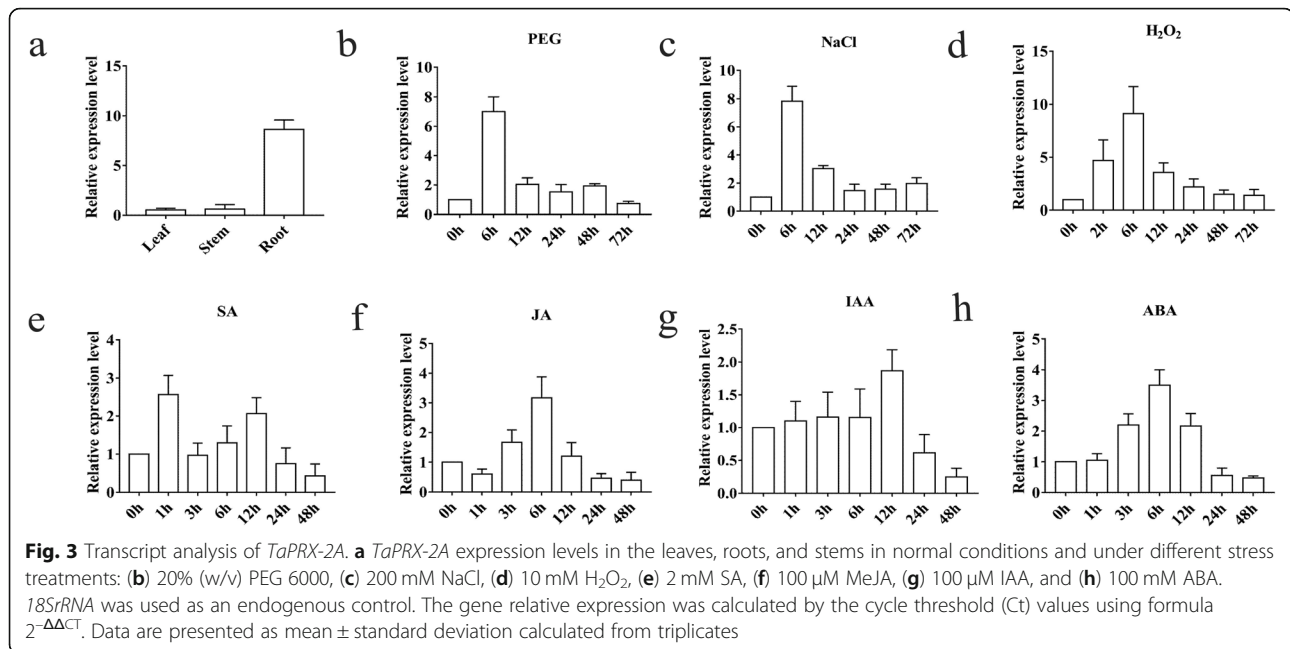 a
Relative expression level
15
10
5
0
Leaf
Stem
Root
b
PEG
Relative expression level
10
8
6
4
2
0
0h
6h
12h
24h
48h
72h
c
NaCl
Relative expression level
10
8
6
4
2
0
0h
6h
12h
24h
48h
72h
d
H₂O₂
Relative expression level
15
10
5
0
0h
2h
6h
12h
24h
48h
72h
e
SA
Relative expression level
4
3
2
1
0
0h
1h
3h
6h
12h
24h
48h
f
JA
Relative expression level
5
4
3
2
1
0
0h
1h
3h
6h
12h
24h
48h
g
IAA
Relative expression level
2.5
2.0
1.5
1.0
0.5
0.0
0h
1h
3h
6h
12h
24h
48h
h
ABA
Relative expression level
5
4
3
2
1
0
0h
1h
3h
6h
12h
24h
48h
Fig. 3 Transcript analysis of TaPRX-2A. a TaPRX-2A expression levels in the leaves, roots, and stems in normal conditions and under different stress
treatments: (b) 20% (w/v) PEG 6000, (c) 200 mM NaCl, (d) 10 mM H₂O₂, (e) 2 mM SA, (f) 100 μM MeJA, (g) 100 μM IAA, and (h) 100 mM ABA.
18SrRNA was used as an endogenous control. The gene relative expression was calculated by the cycle threshold (Ct) values using formula
2⁻ΔΔCT. Data are presented as mean ± standard deviation calculated from triplicates